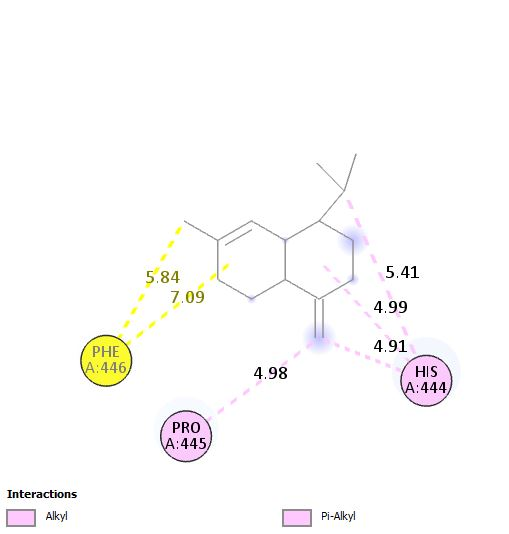 5.84
7.09
5.41
4.99
4.91
4.98
PHE
A:446
HIS
A:444
PRO
A:445
Interactions
Alkyl
Pi-Alkyl